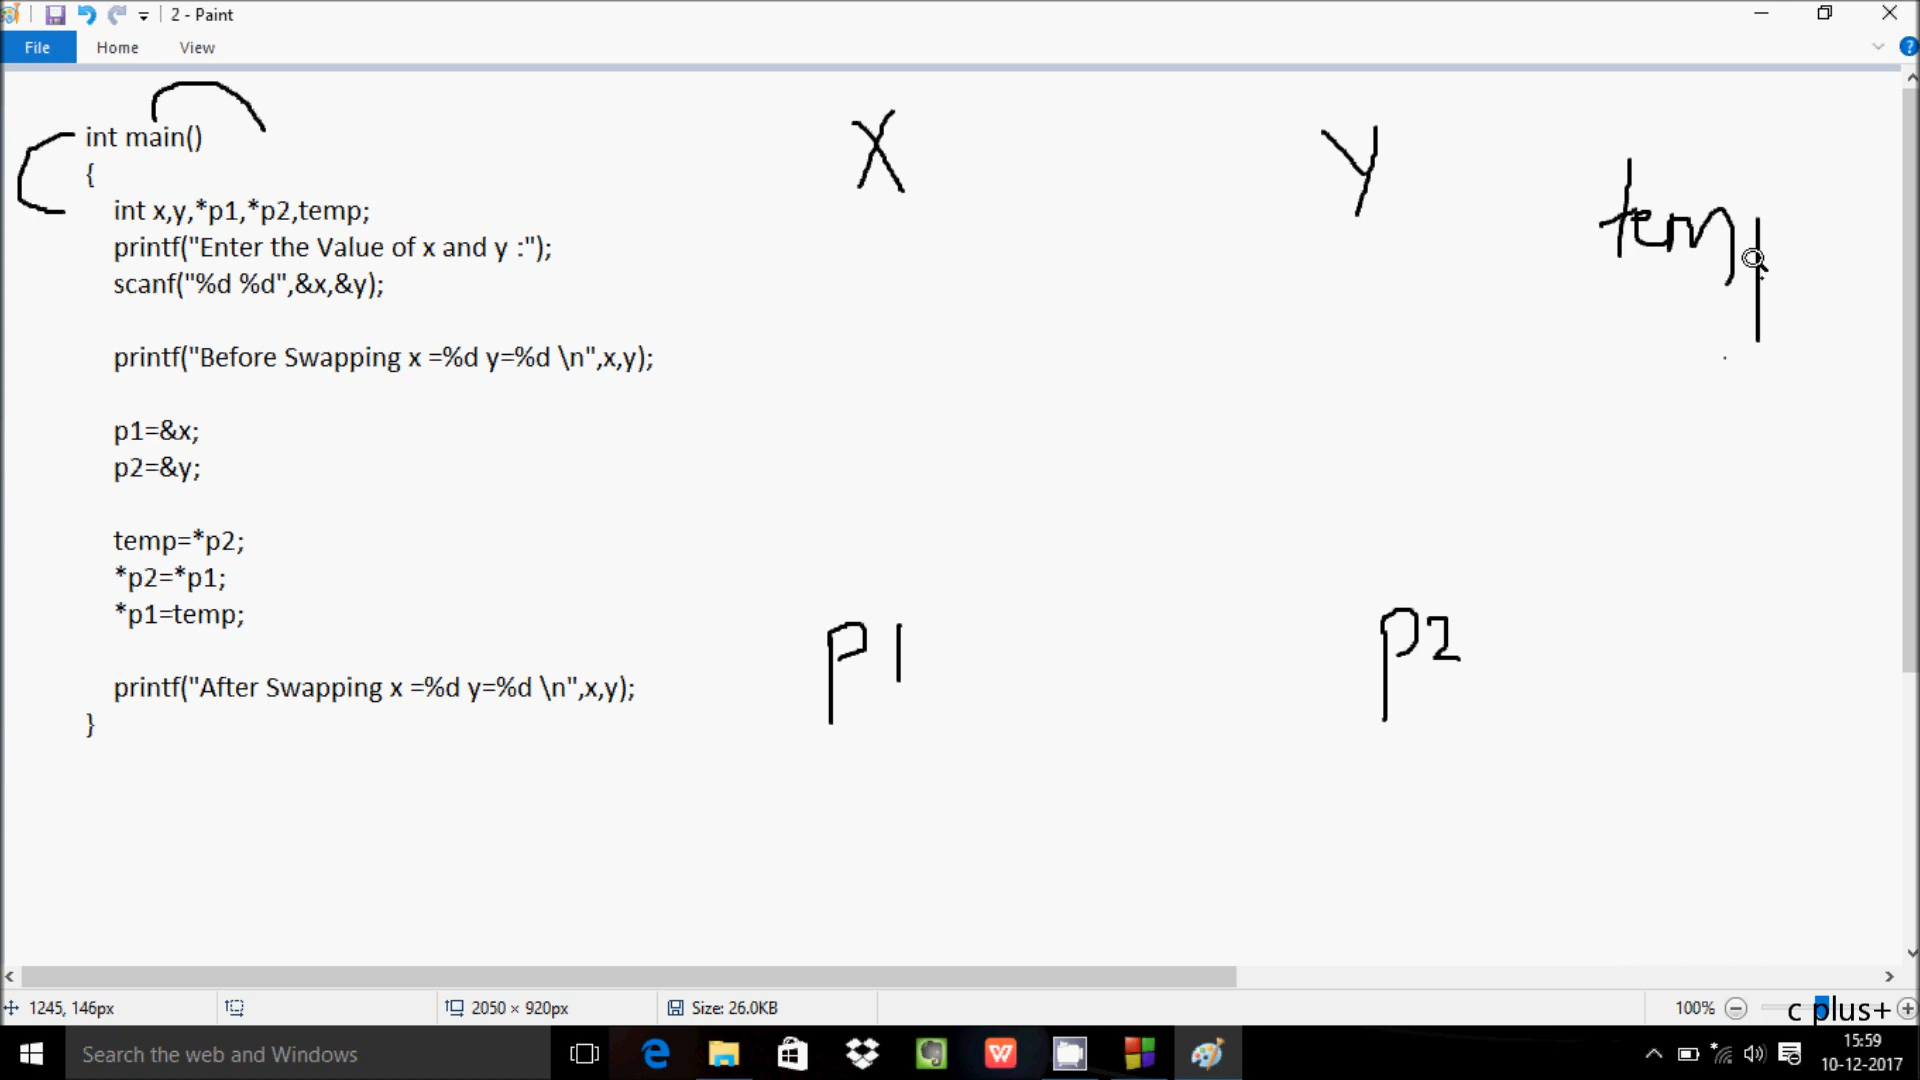 2 - Paint
File Home View
int main()
{
int x,y,*p1,*p2,temp;
printf("Enter the Value of x and y :");
scanf("%d %d",&x,&y);
printf("Before Swapping x =%d y=%d \n",x,y);
p1=&x;
p2=&y;
temp=*p2;
*p2=*p1;
*p1=temp;
printf("After Swapping x =%d y=%d \n",x,y);
}
X
Y
P1
P2
1245, 146px
2050 × 920px
Size: 26.0KB
100%
c plus+
Search the web and Windows
15:59
10-12-2017